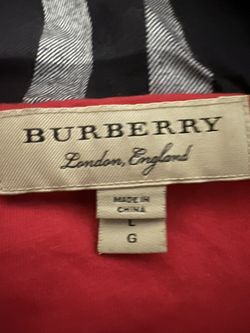 BURBERRY
London, England
MADE IN
CHINA
L
G